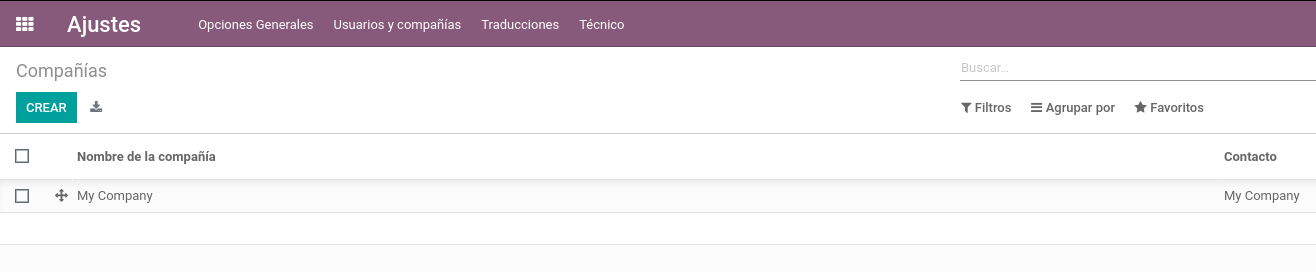 Ajustes Opciones Generales Usuarios y compañías Traducciones Técnico
Compañías Buscar...
CREAR Filtros Agrupar por Favoritos
Nombre de la compañía Contacto
My Company My Company